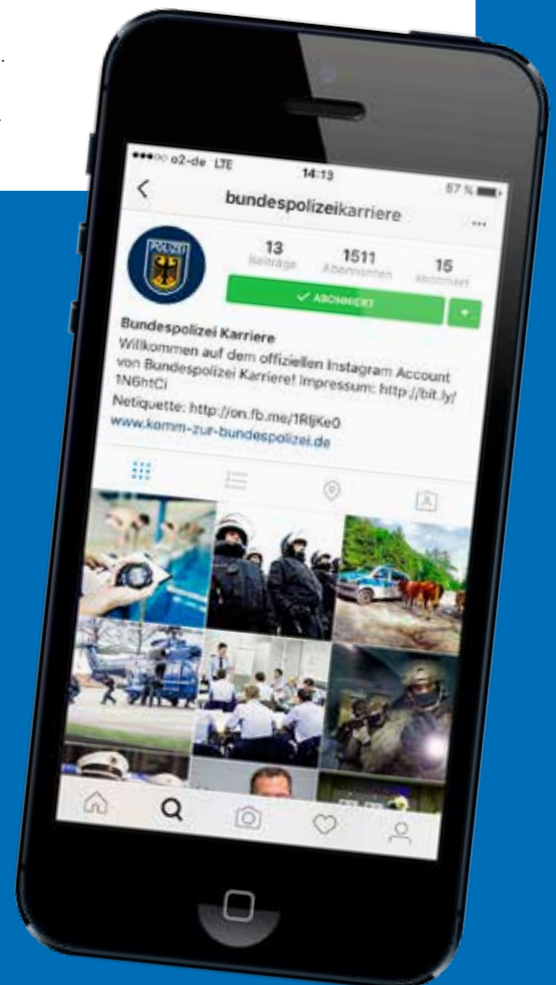 o2-de LTE 14:13 57 %
bundespolizeikarriere
POLIZEI
13 1511 15
Beiträge Abonnenten abonniert
✓ ABONNIERT
Bundespolizei Karriere
Willkommen auf dem offiziellen Instagram Account
von Bundespolizei Karriere! Impressum: http://bit.ly/
1N6htCi
Netiquette: http://on.fb.me/1RljKe0
www.komm-zur-bundespolizei.de